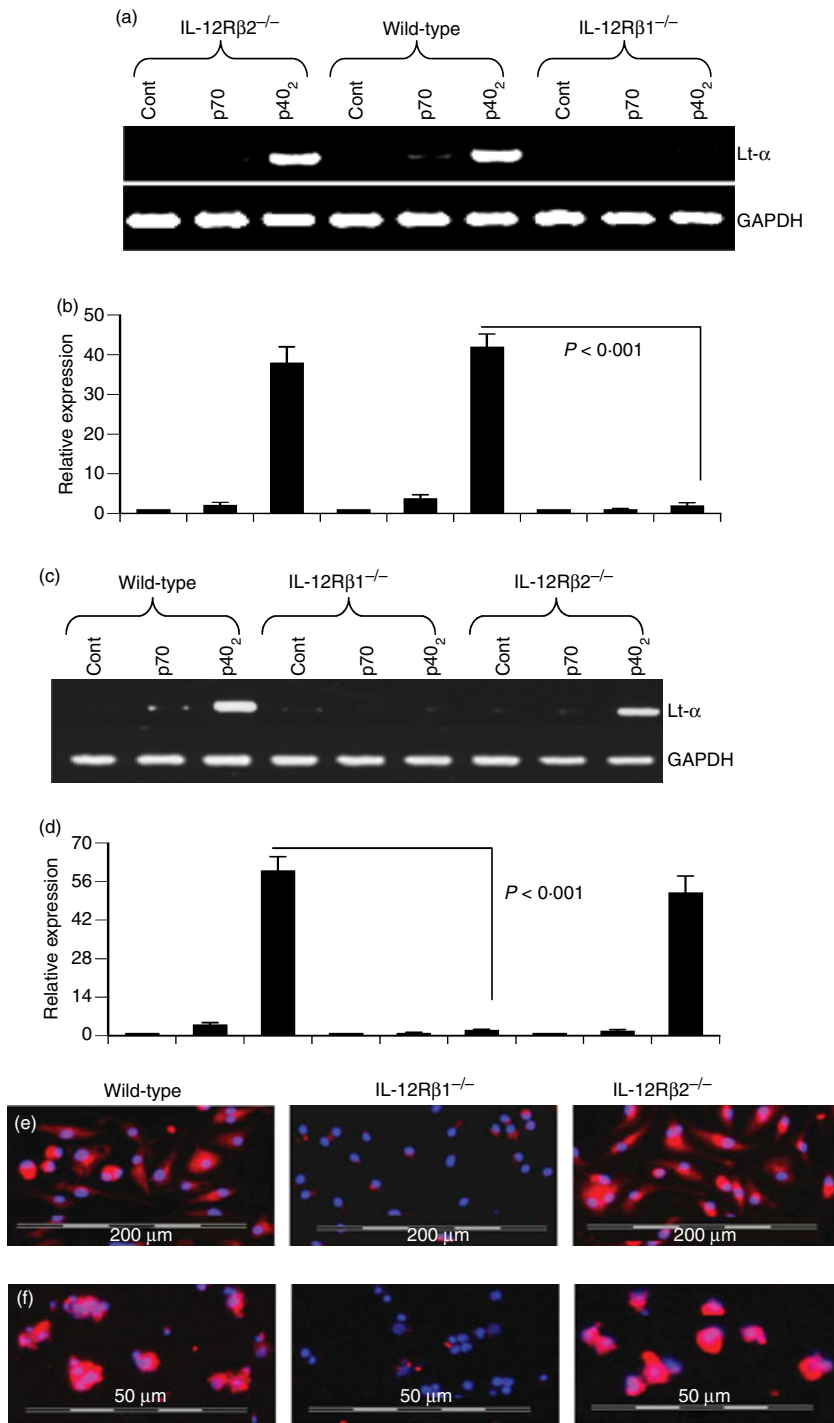 (a)
IL-12Rβ2⁻/⁻ Wild-type IL-12Rβ1⁻/⁻
Cont p70 p40₂ Cont p70 p40₂ Cont p70 p40₂
Lt-α
GAPDH
(b)
Relative expression
50
40
30
20
10
0
P < 0·001
(c)
Wild-type IL-12Rβ1⁻/⁻ IL-12Rβ2⁻/⁻
Cont p70 p40₂ Cont p70 p40₂ Cont p70 p40₂
Lt-α
GAPDH
(d)
Relative expression
70
56
42
28
14
0
P < 0·001
Wild-type IL-12Rβ1⁻/⁻ IL-12Rβ2⁻/⁻
(e)
200 μm 200 μm 200 μm
(f)
50 μm 50 μm 50 μm